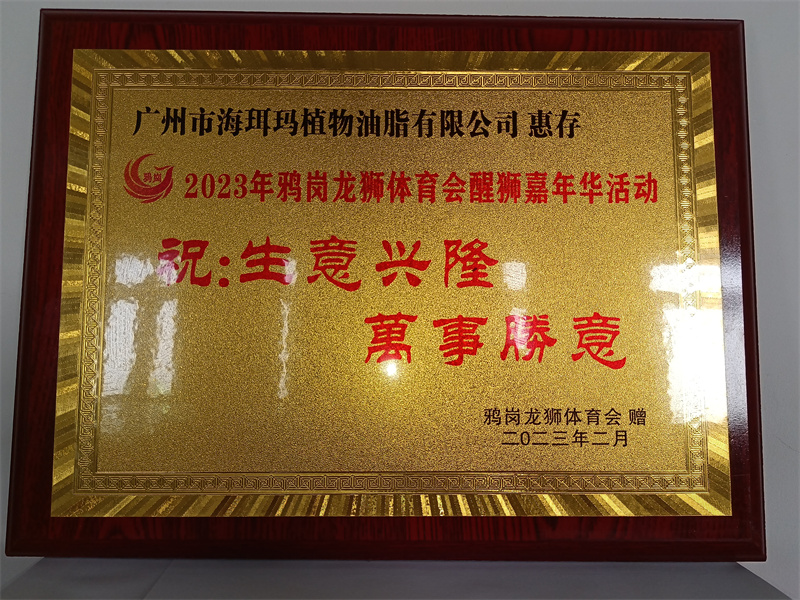 广州市海珥玛植物油脂有限公司 惠存
鸦岗
2023年鸦岗龙狮体育会醒狮嘉年华活动
祝:生意兴隆
萬事勝意
鸦岗龙狮体育会 赠
二〇二三年二月